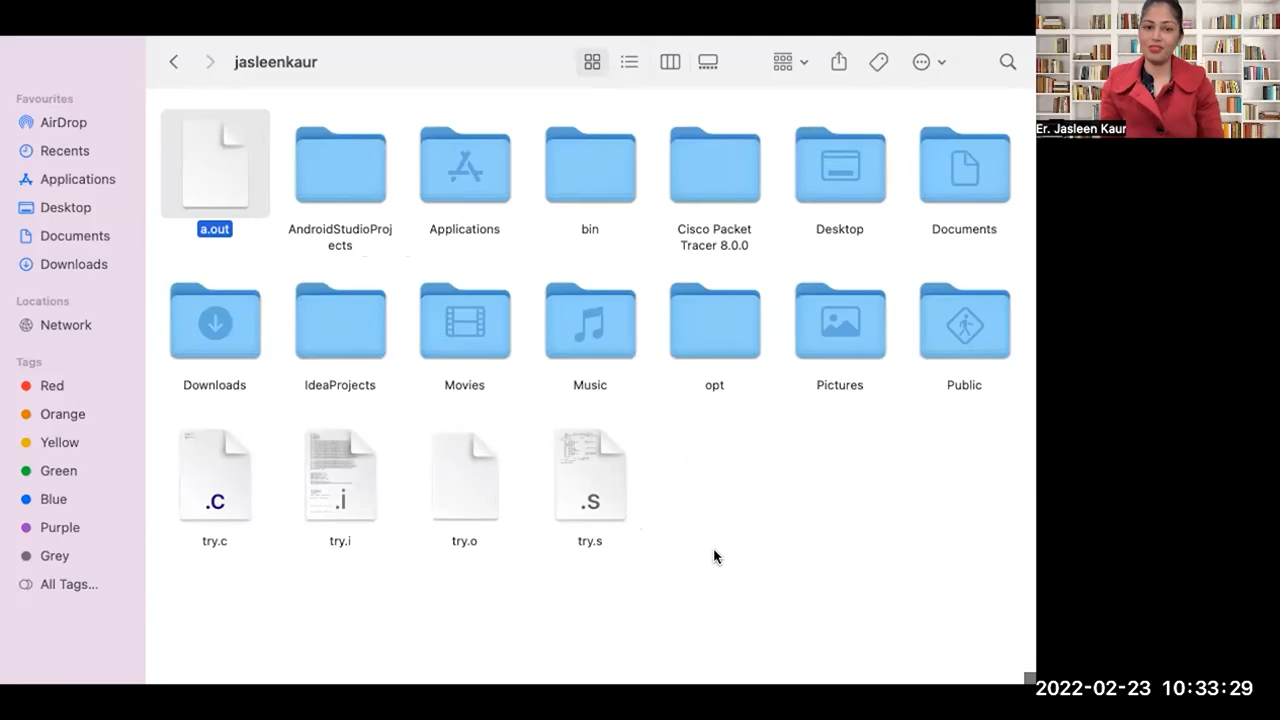 jasleenkaur
Favourites
AirDrop
Recents
Applications
Desktop
Documents
Downloads
Locations
Network
Tags
Red
Orange
Yellow
Green
Blue
Purple
Grey
All Tags...
a.out
AndroidStudioProj
ects
Applications
bin
Cisco Packet
Tracer 8.0.0
Desktop
Documents
Downloads
IdeaProjects
Movies
Music
opt
Pictures
Public
.c
.i
.s
try.c
try.i
try.o
try.s
Er. Jasleen Kaur
2022-02-23 10:33:29